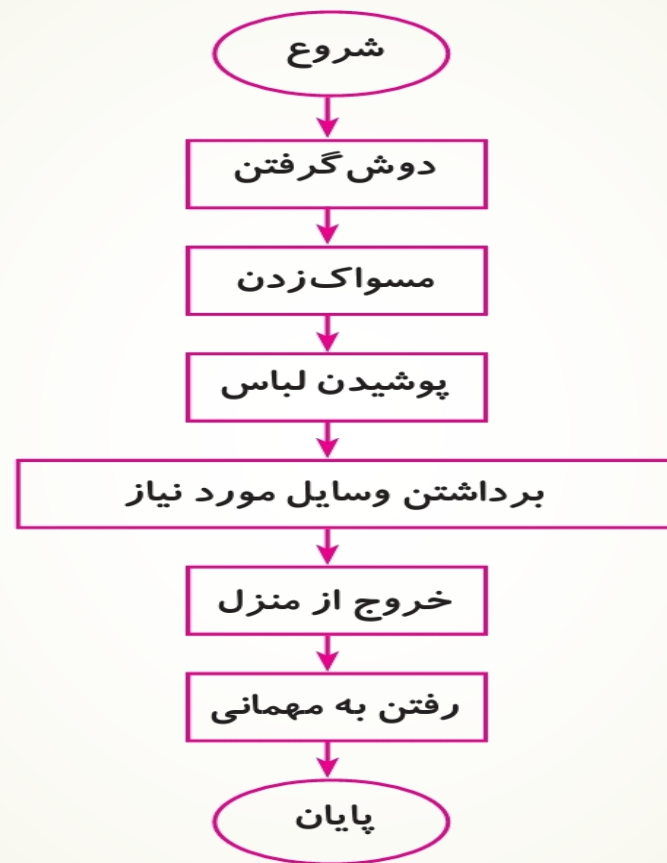 شروع
دوش گرفتن
مسواک زدن
پوشیدن لباس
برداشتن وسایل مورد نیاز
خروج از منزل
رفتن به مهمانی
پایان